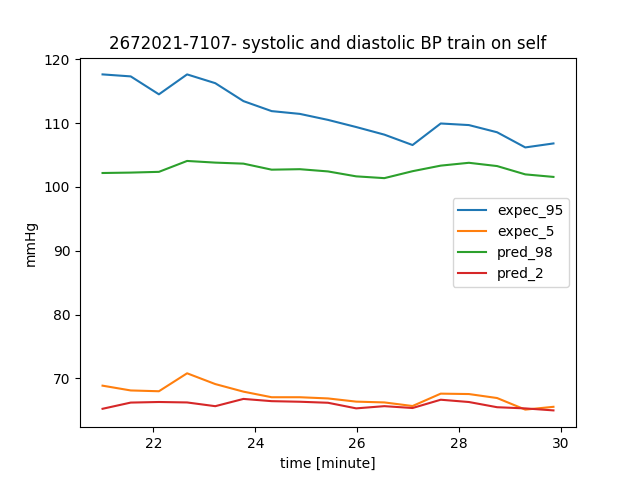 2672021-7107- systolic and diastolic BP train on self
120
110
100
90
80
70
mmHg
expec_95
expec_5
pred_98
pred_2
22
24
26
28
30
time [minute]